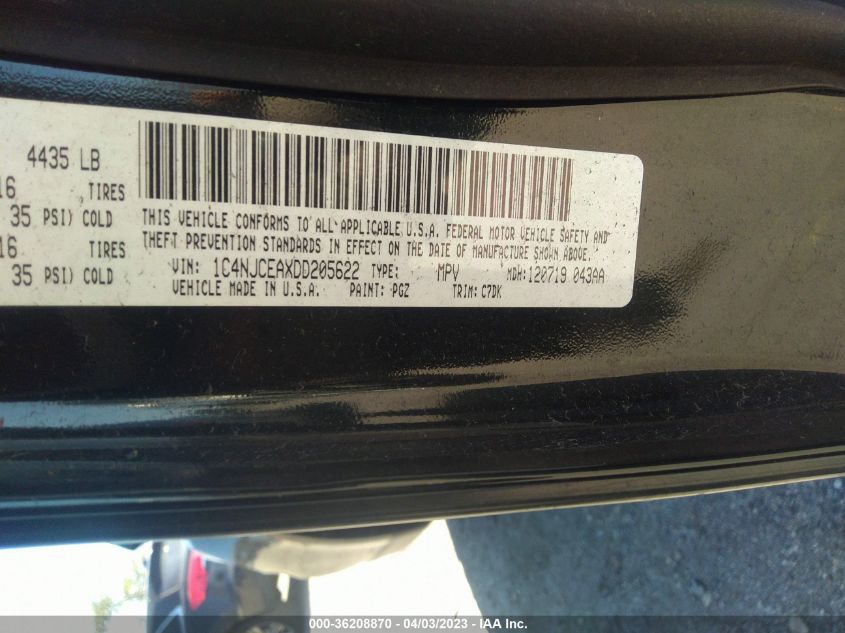 4435 LB
16 TIRES
35 PSI) COLD
16 TIRES
35 PSI) COLD
THIS VEHICLE CONFORMS TO ALL APPLICABLE U.S.A. FEDERAL MOTOR VEHICLE SAFETY AND
THEFT PREVENTION STANDARDS IN EFFECT ON THE DATE OF MANUFACTURE SHOWN ABOVE.
VIN: 1C4NJCEAXDD205622 TYPE: MPV MDH: 120719 043AA
VEHICLE MADE IN U.S.A. PAINT: PGZ TRIM: C7DK
000-36208870 - 04/03/2023 - IAA Inc.